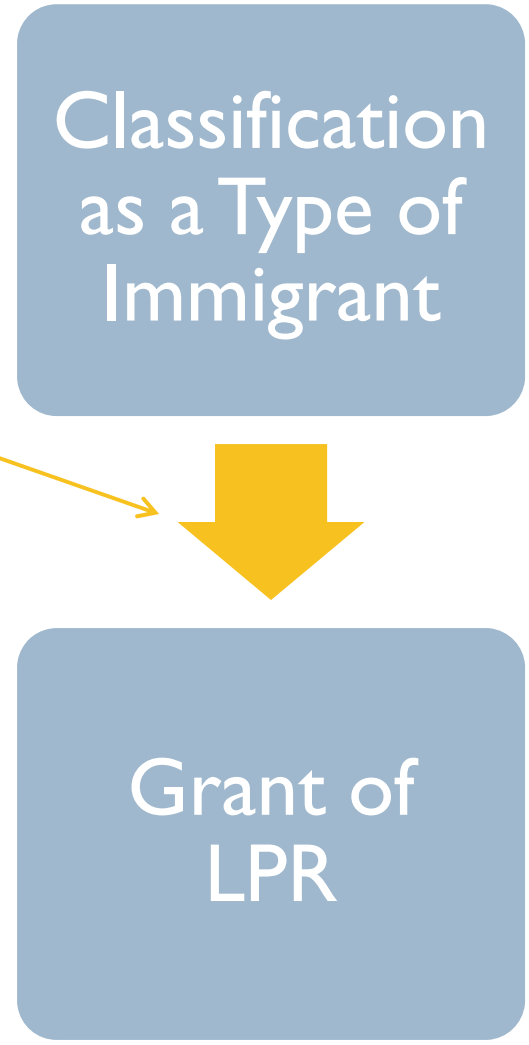 Classification
as a Type of
Immigrant
Grant of
LPR